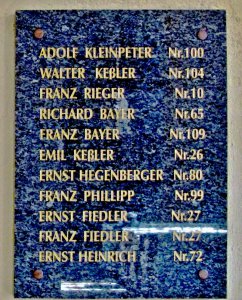 ADOLF KLEINPETER Nr.100
WALTER KEßLER Nr.104
FRANZ RIEGER Nr.10
RICHARD BAYER Nr.65
FRANZ BAYER Nr.109
EMIL KEßLER Nr.26
ERNST HEGENBERGER Nr.80
FRANZ PHILLIPP Nr.99
ERNST FIEDLER Nr.27
FRANZ FIEDLER Nr.27
ERNST HEINRICH Nr.72